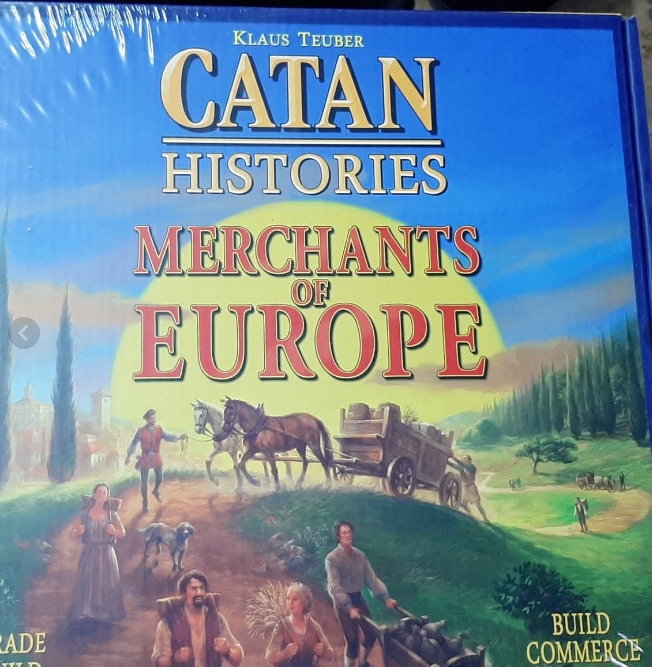 KLAUS TEUBER
CATAN
HISTORIES
MERCHANTS
OF
EUROPE
BUILD
COMMERCE